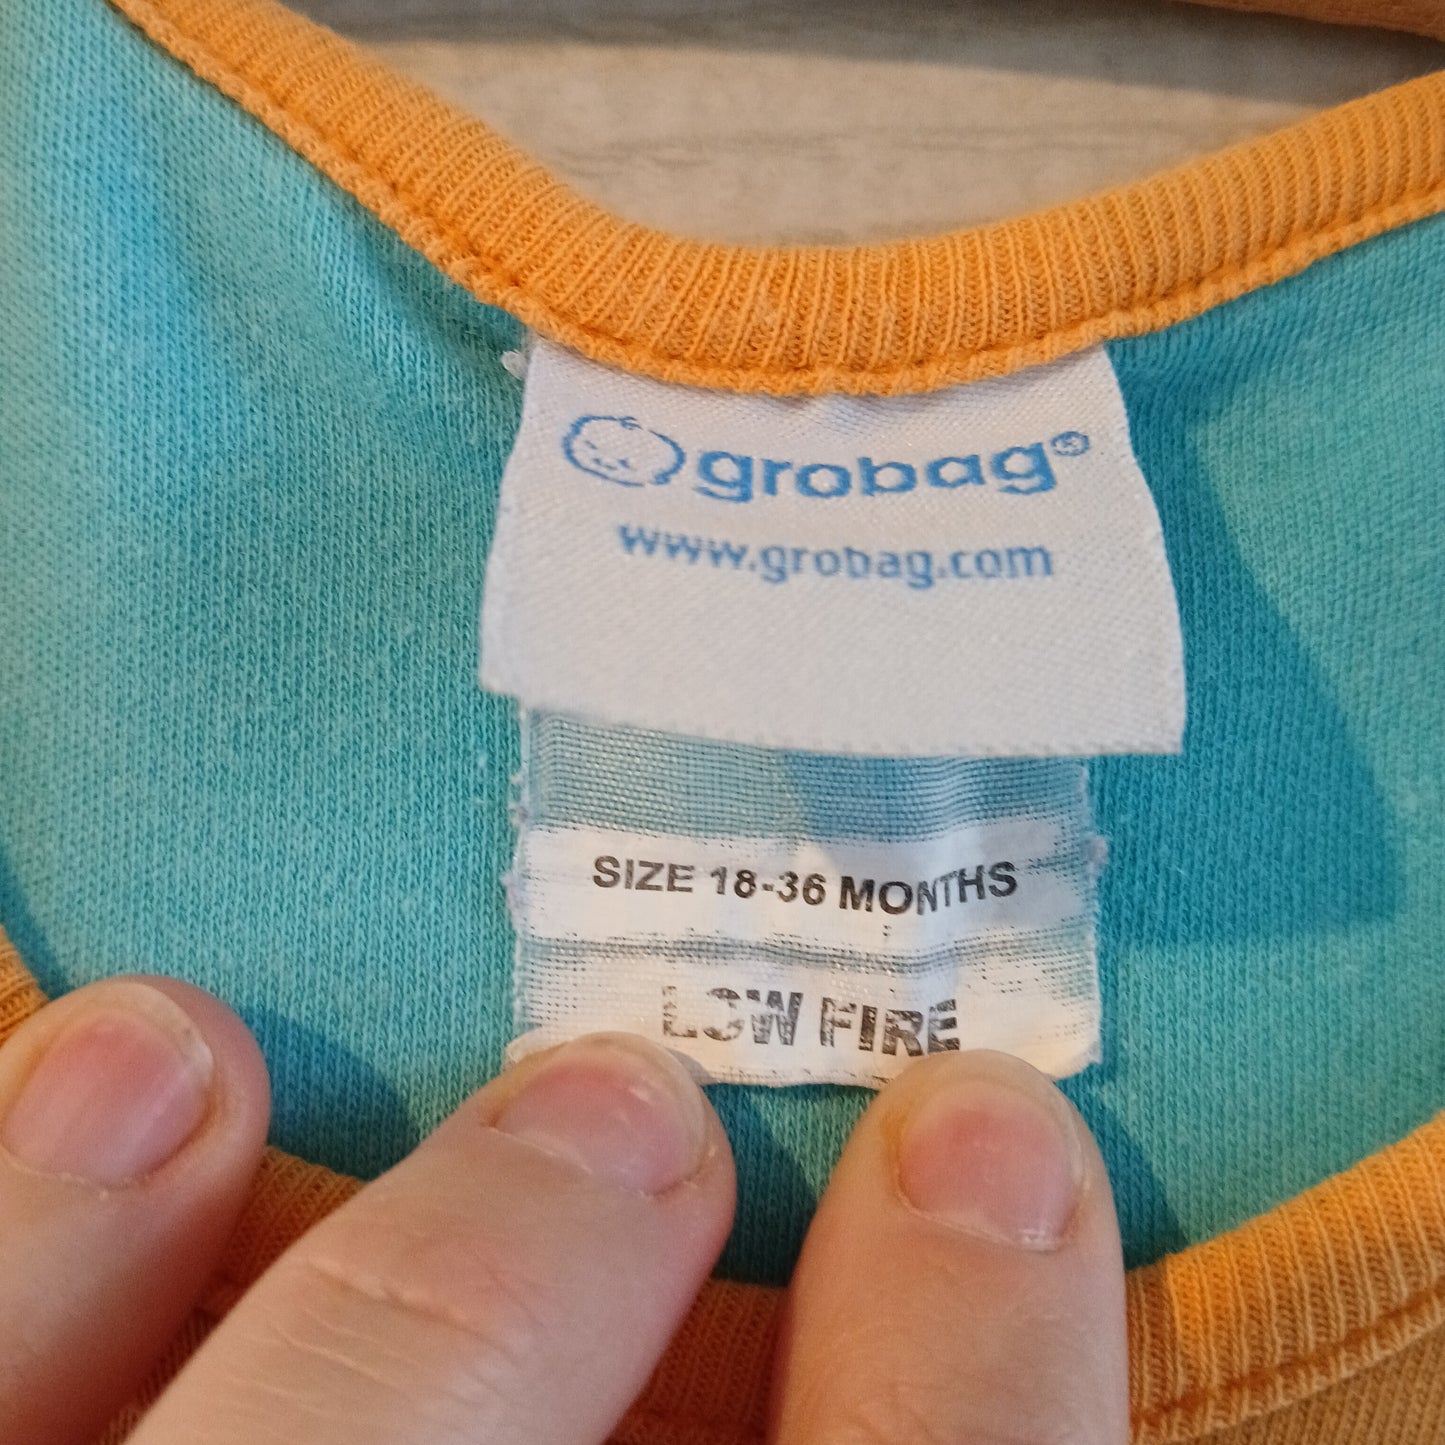 grobag®
www.grobag.com
SIZE 18-36 MONTHS
LOW FIRE